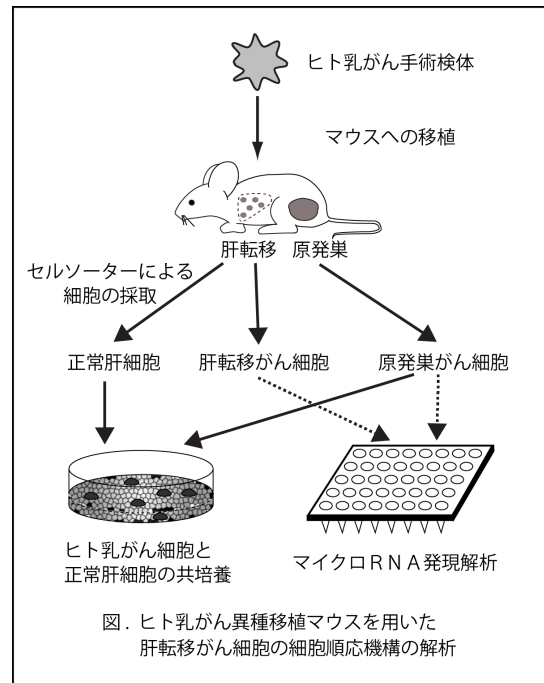 ヒト乳がん手術検体
マウスへの移植
肝転移 原発巣
セルソーターによる
細胞の採取
正常肝細胞
肝転移がん細胞
原発巣がん細胞
ヒト乳がん細胞と
正常肝細胞の共培養
マイクロRNA発現解析
図. ヒト乳がん異種移植マウスを用いた
肝転移がん細胞の細胞順応機構の解析